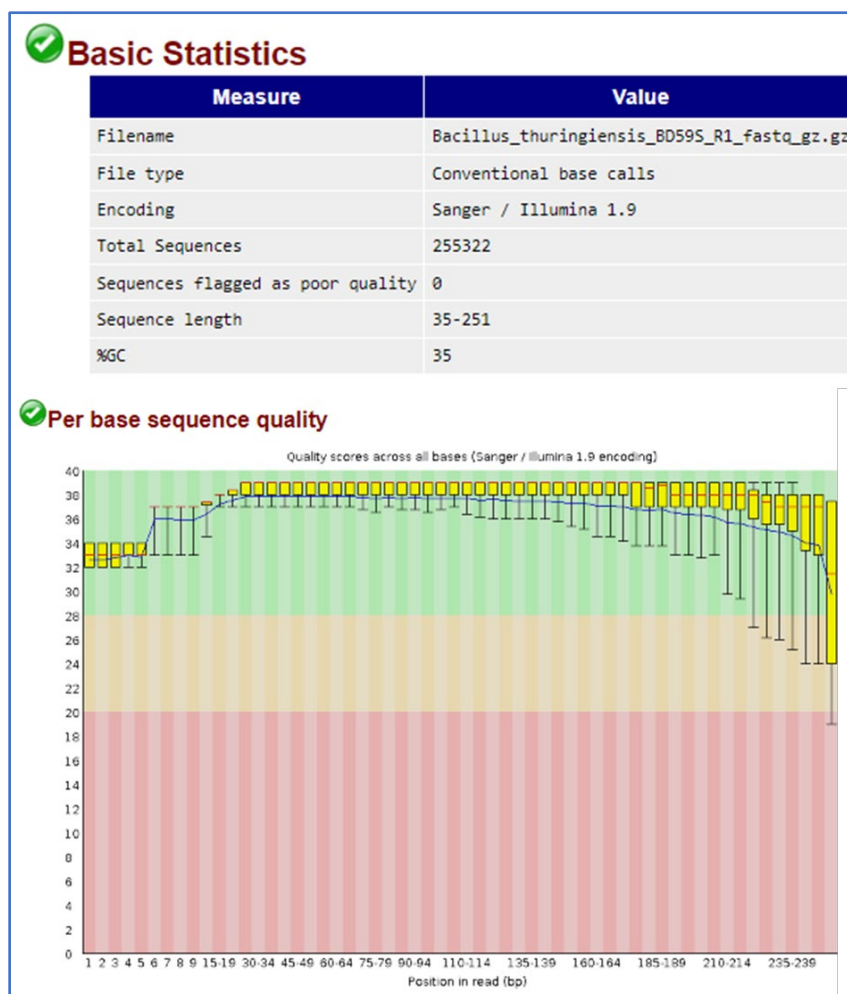 Basic Statistics
Measure Value
Filename Bacillus_thuringiensis_BD59S_R1_fastq_gz.gz
File type Conventional base calls
Encoding Sanger / Illumina 1.9
Total Sequences 255322
Sequences flagged as poor quality 0
Sequence length 35-251
%GC 35
Per base sequence quality
Quality scores across all bases (Sanger / Illumina 1.9 encoding)
40
38
36
34
32
30
28
26
24
22
20
18
16
14
12
10
8
6
4
2
0
1 2 3 4 5 6 7 8 9 15-19 30-34 45-49 60-64 75-79 90-94 110-114 135-139 160-164 185-189 210-214 235-239
Position in read (bp)